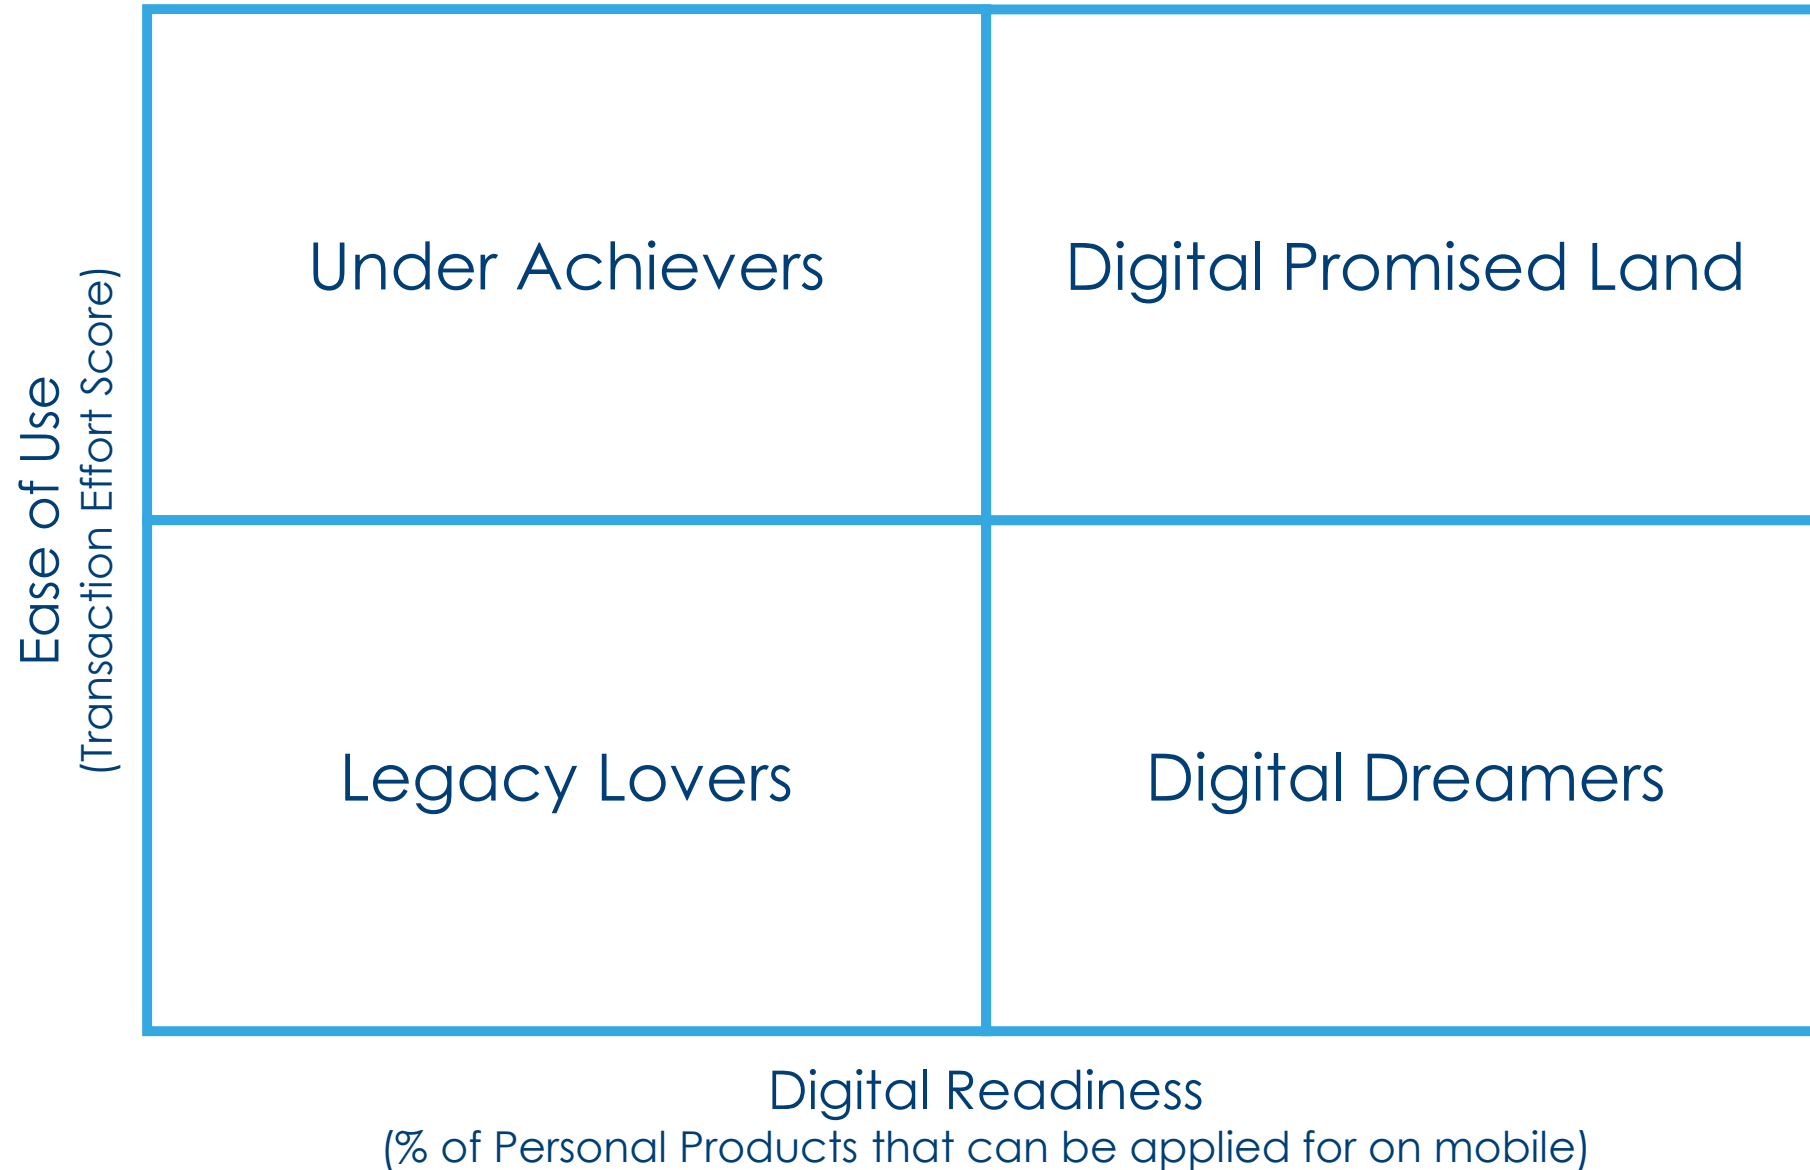 Under Achievers
Digital Promised Land
Ease of Use
(Transaction Effort Score)
Legacy Lovers
Digital Dreamers
Digital Readiness
(% of Personal Products that can be applied for on mobile)